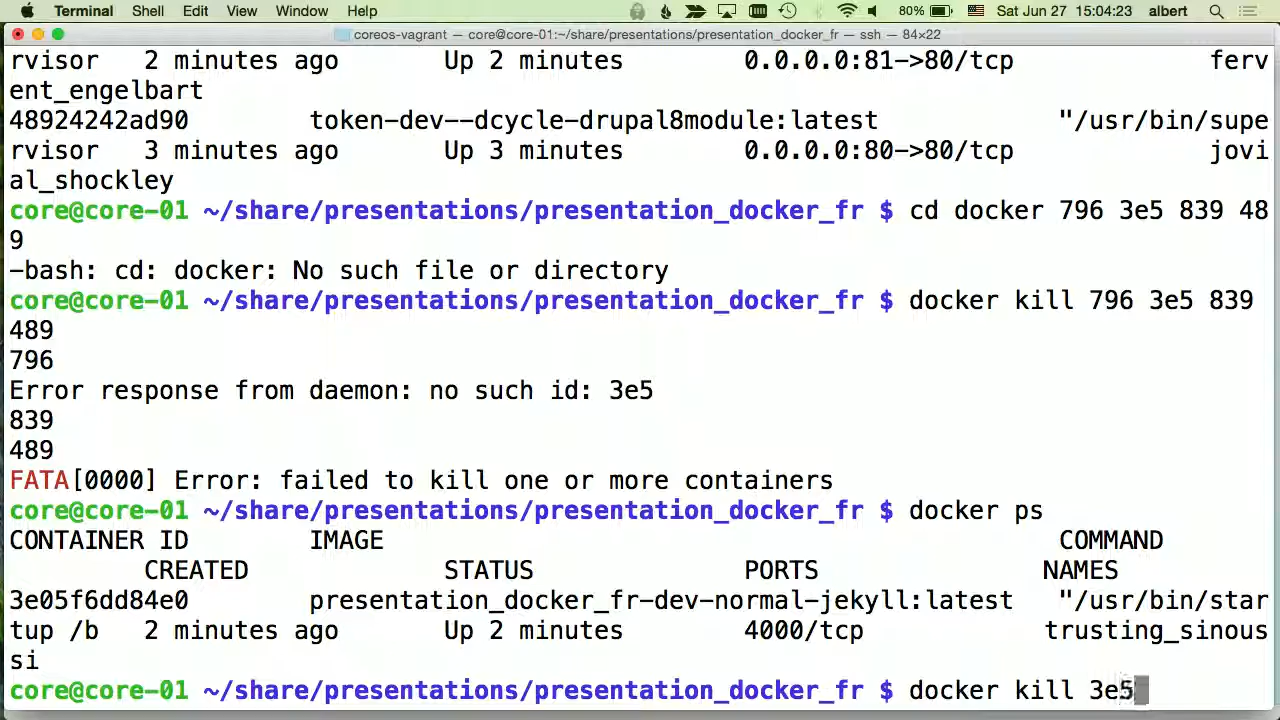 Terminal Shell Edit View Window Help 80% Sat Jun 27 15:04:23 albert
coreos-vagrant — core@core-01:~/share/presentations/presentation_docker_fr — ssh — 84×22
rvisor 2 minutes ago Up 2 minutes 0.0.0.0:81->80/tcp ferv
ent_engelbart
48924242ad90 token-dev--dcycle-drupal8module:latest "/usr/bin/supe
rvisor 3 minutes ago Up 3 minutes 0.0.0.0:80->80/tcp jovi
al_shockley
core@core-01 ~/share/presentations/presentation_docker_fr $ cd docker 796 3e5 839 48
9
-bash: cd: docker: No such file or directory
core@core-01 ~/share/presentations/presentation_docker_fr $ docker kill 796 3e5 839
489
796
Error response from daemon: no such id: 3e5
839
489
FATA[0000] Error: failed to kill one or more containers
core@core-01 ~/share/presentations/presentation_docker_fr $ docker ps
CONTAINER ID IMAGE COMMAND
CREATED STATUS PORTS NAMES
3e05f6dd84e0 presentation_docker_fr-dev-normal-jekyll:latest "/usr/bin/star
tup /b 2 minutes ago Up 2 minutes 4000/tcp trusting_sinous
si
core@core-01 ~/share/presentations/presentation_docker_fr $ docker kill 3e5